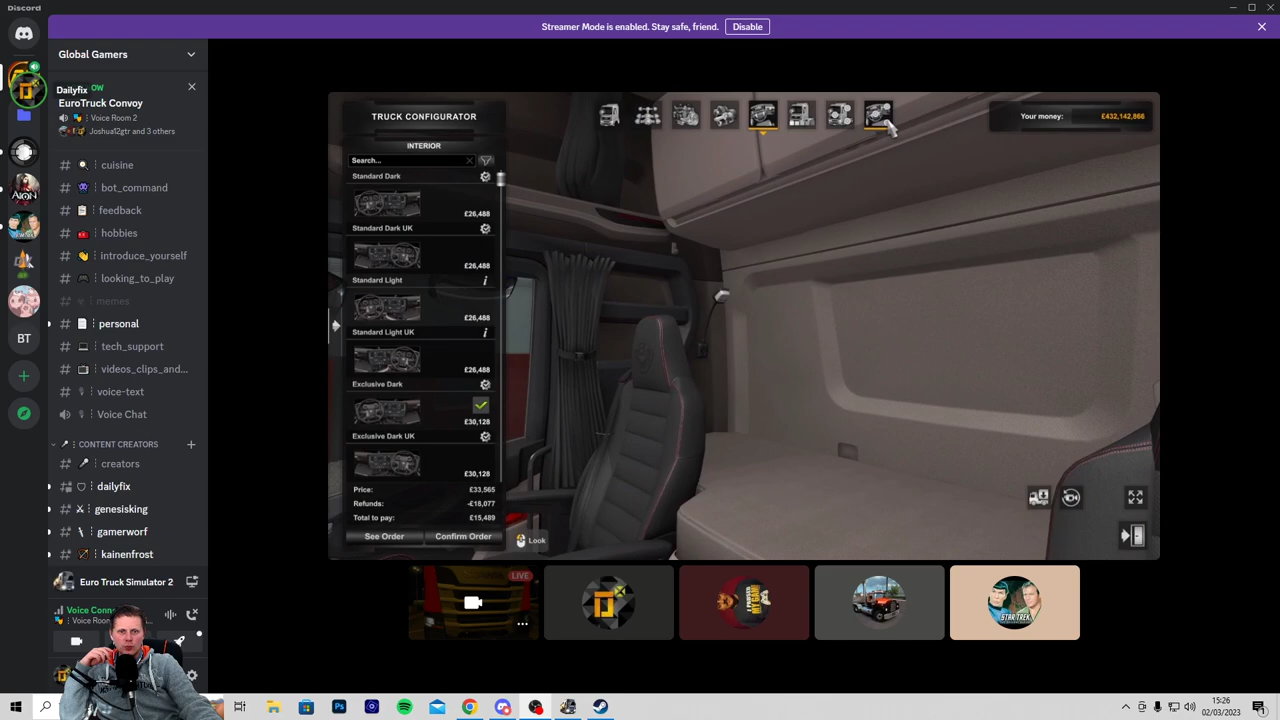 Discord
Streamer Mode is enabled. Stay safe, friend.
Disable
Global Gamers
Dailyfix OW
EuroTruck Convoy
Voice Room 2
Joshua12gtr and 3 others
cuisine
bot_command
feedback
hobbies
introduce_yourself
looking_to_play
memes
personal
tech_support
videos_clips_and...
voice-text
Voice Chat
CONTENT CREATORS
creators
dailyfix
genesisking
gamerworf
kainenfrost
Euro Truck Simulator 2
Voice Conn
Voice Room
BT
TRUCK CONFIGURATOR
INTERIOR
Search...
Standard Dark
£26,488
Standard Dark UK
£26,488
Standard Light
£26,488
Standard Light UK
£26,488
Exclusive Dark
£30,128
Exclusive Dark UK
£30,128
Price: £33,565
Refunds: -£18,077
Total to pay: £15,489
See Order
Confirm Order
Look
Your money: £432,142,866
LIVE
STAR TREK
15:26
02/03/2023